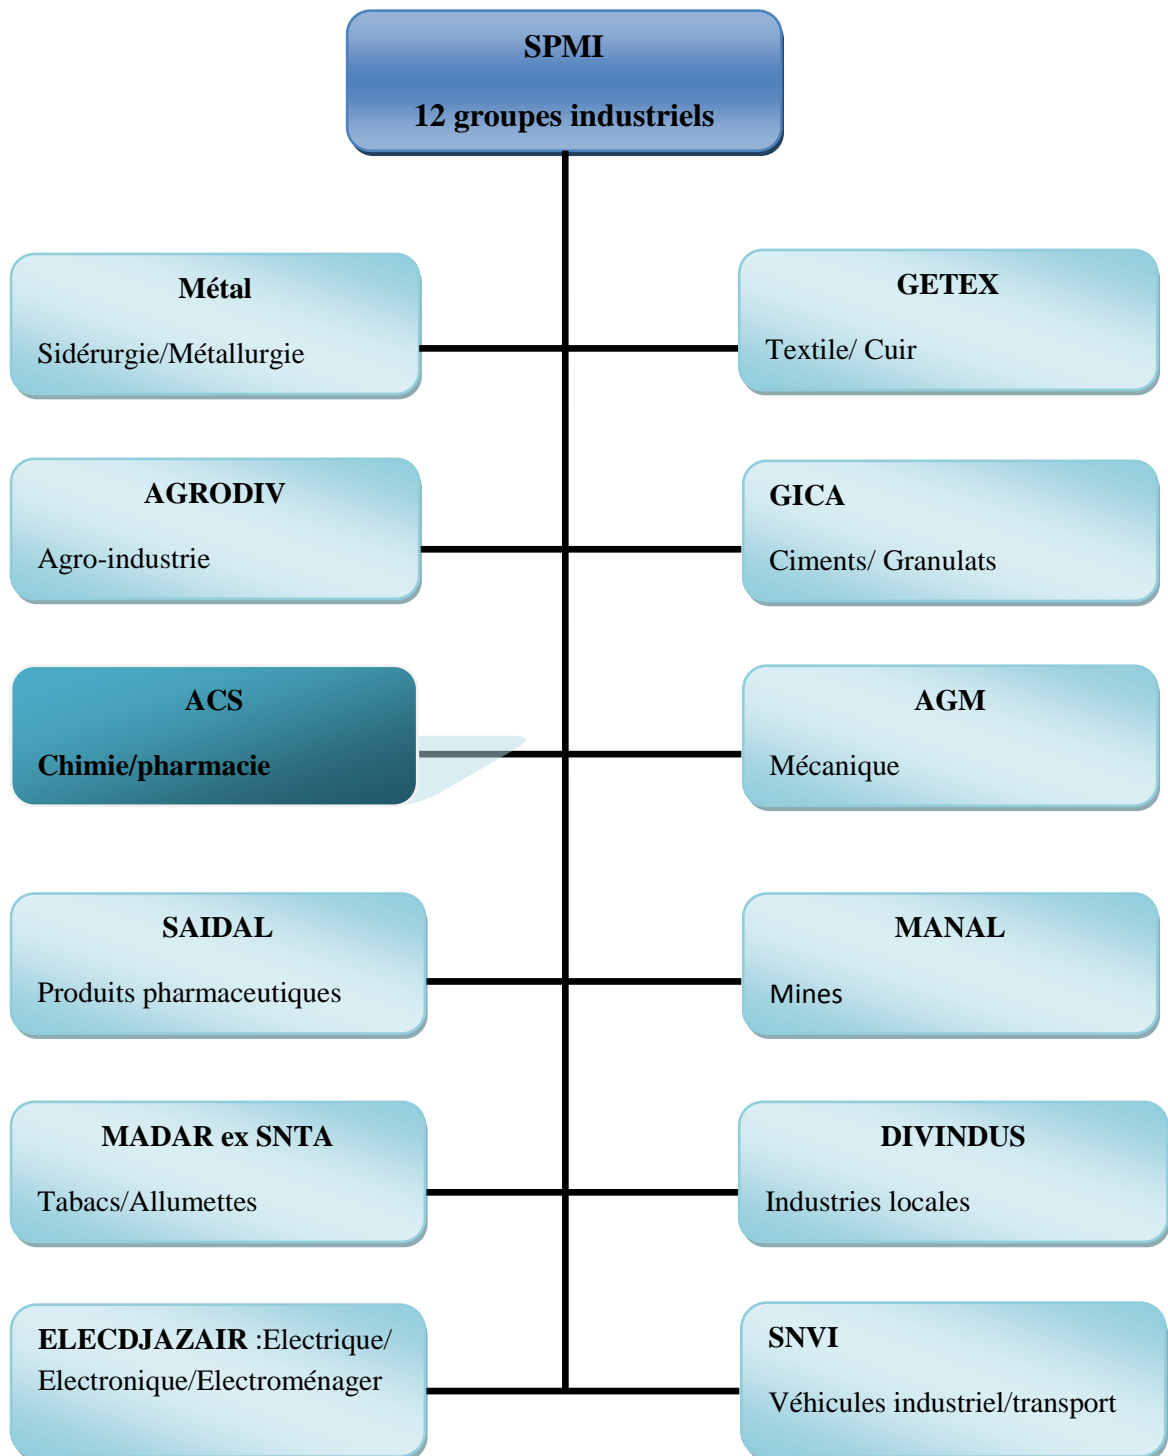 SPMI
12 groupes industriels
Métal
Sidérurgie/Métallurgie
GETEX
Textile/ Cuir
AGRODIV
Agro-industrie
GICA
Ciments/ Granulats
ACS
Chimie/pharmacie
AGM
Mécanique
SAIDAL
Produits pharmaceutiques
MANAL
Mines
MADAR ex SNTA
Tabacs/Allumettes
DIVINDUS
Industries locales
ELECDJAZAIR :Electrique/
Electronique/Electroménager
SNVI
Véhicules industriel/transport